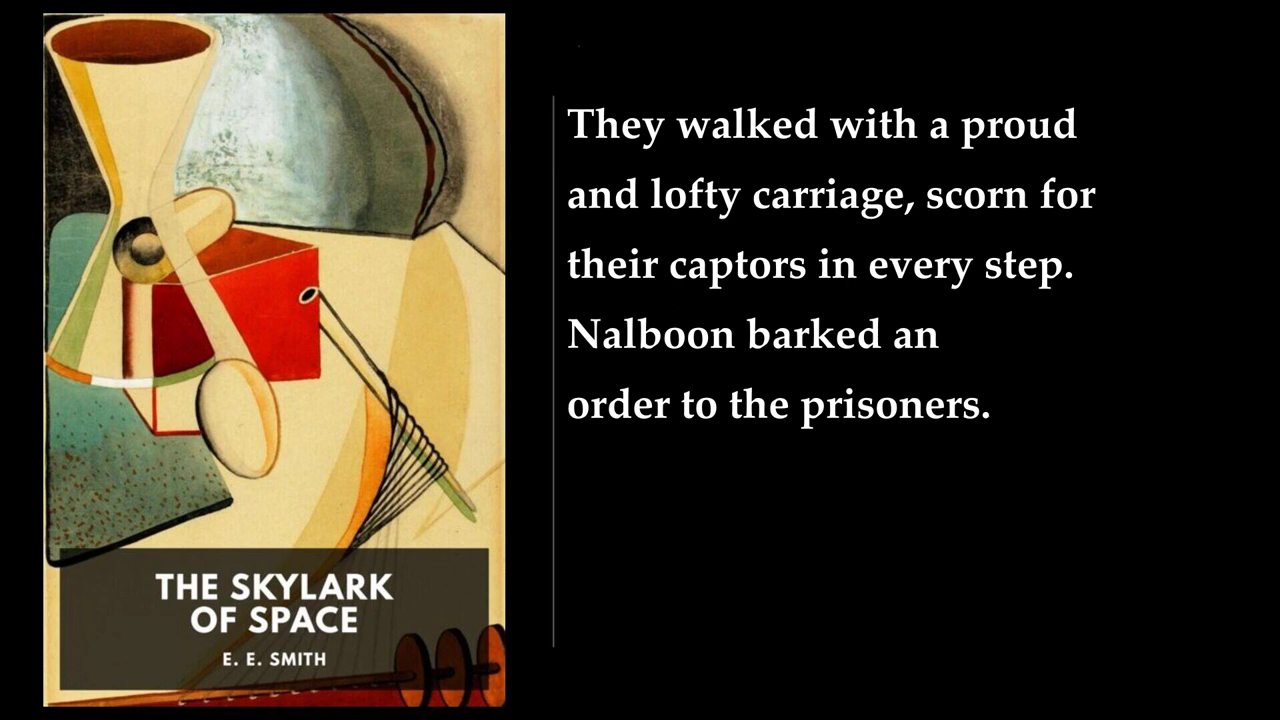 They walked with a proud
and lofty carriage, scorn for
their captors in every step.
Nalboon barked an
order to the prisoners.
THE SKYLARK
OF SPACE
E. E. SMITH